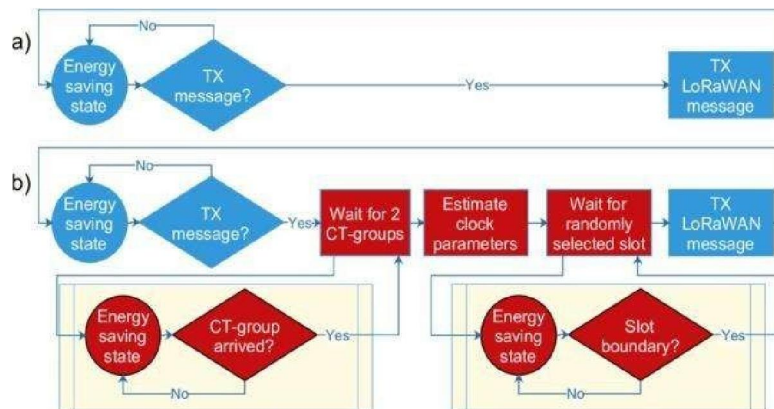 a)
No
Energy
saving
state
TX
message?
Yes
TX
LoRaWAN
message
b)
No
Energy
saving
state
TX
message?
Yes
Wait for 2
CT-groups
Estimate
clock
parameters
Wait for
randomly
selected slot
TX
LoRaWAN
message
Energy
saving
state
CT-group
arrived?
Yes
No
Energy
saving
state
Slot
boundary?
Yes
No